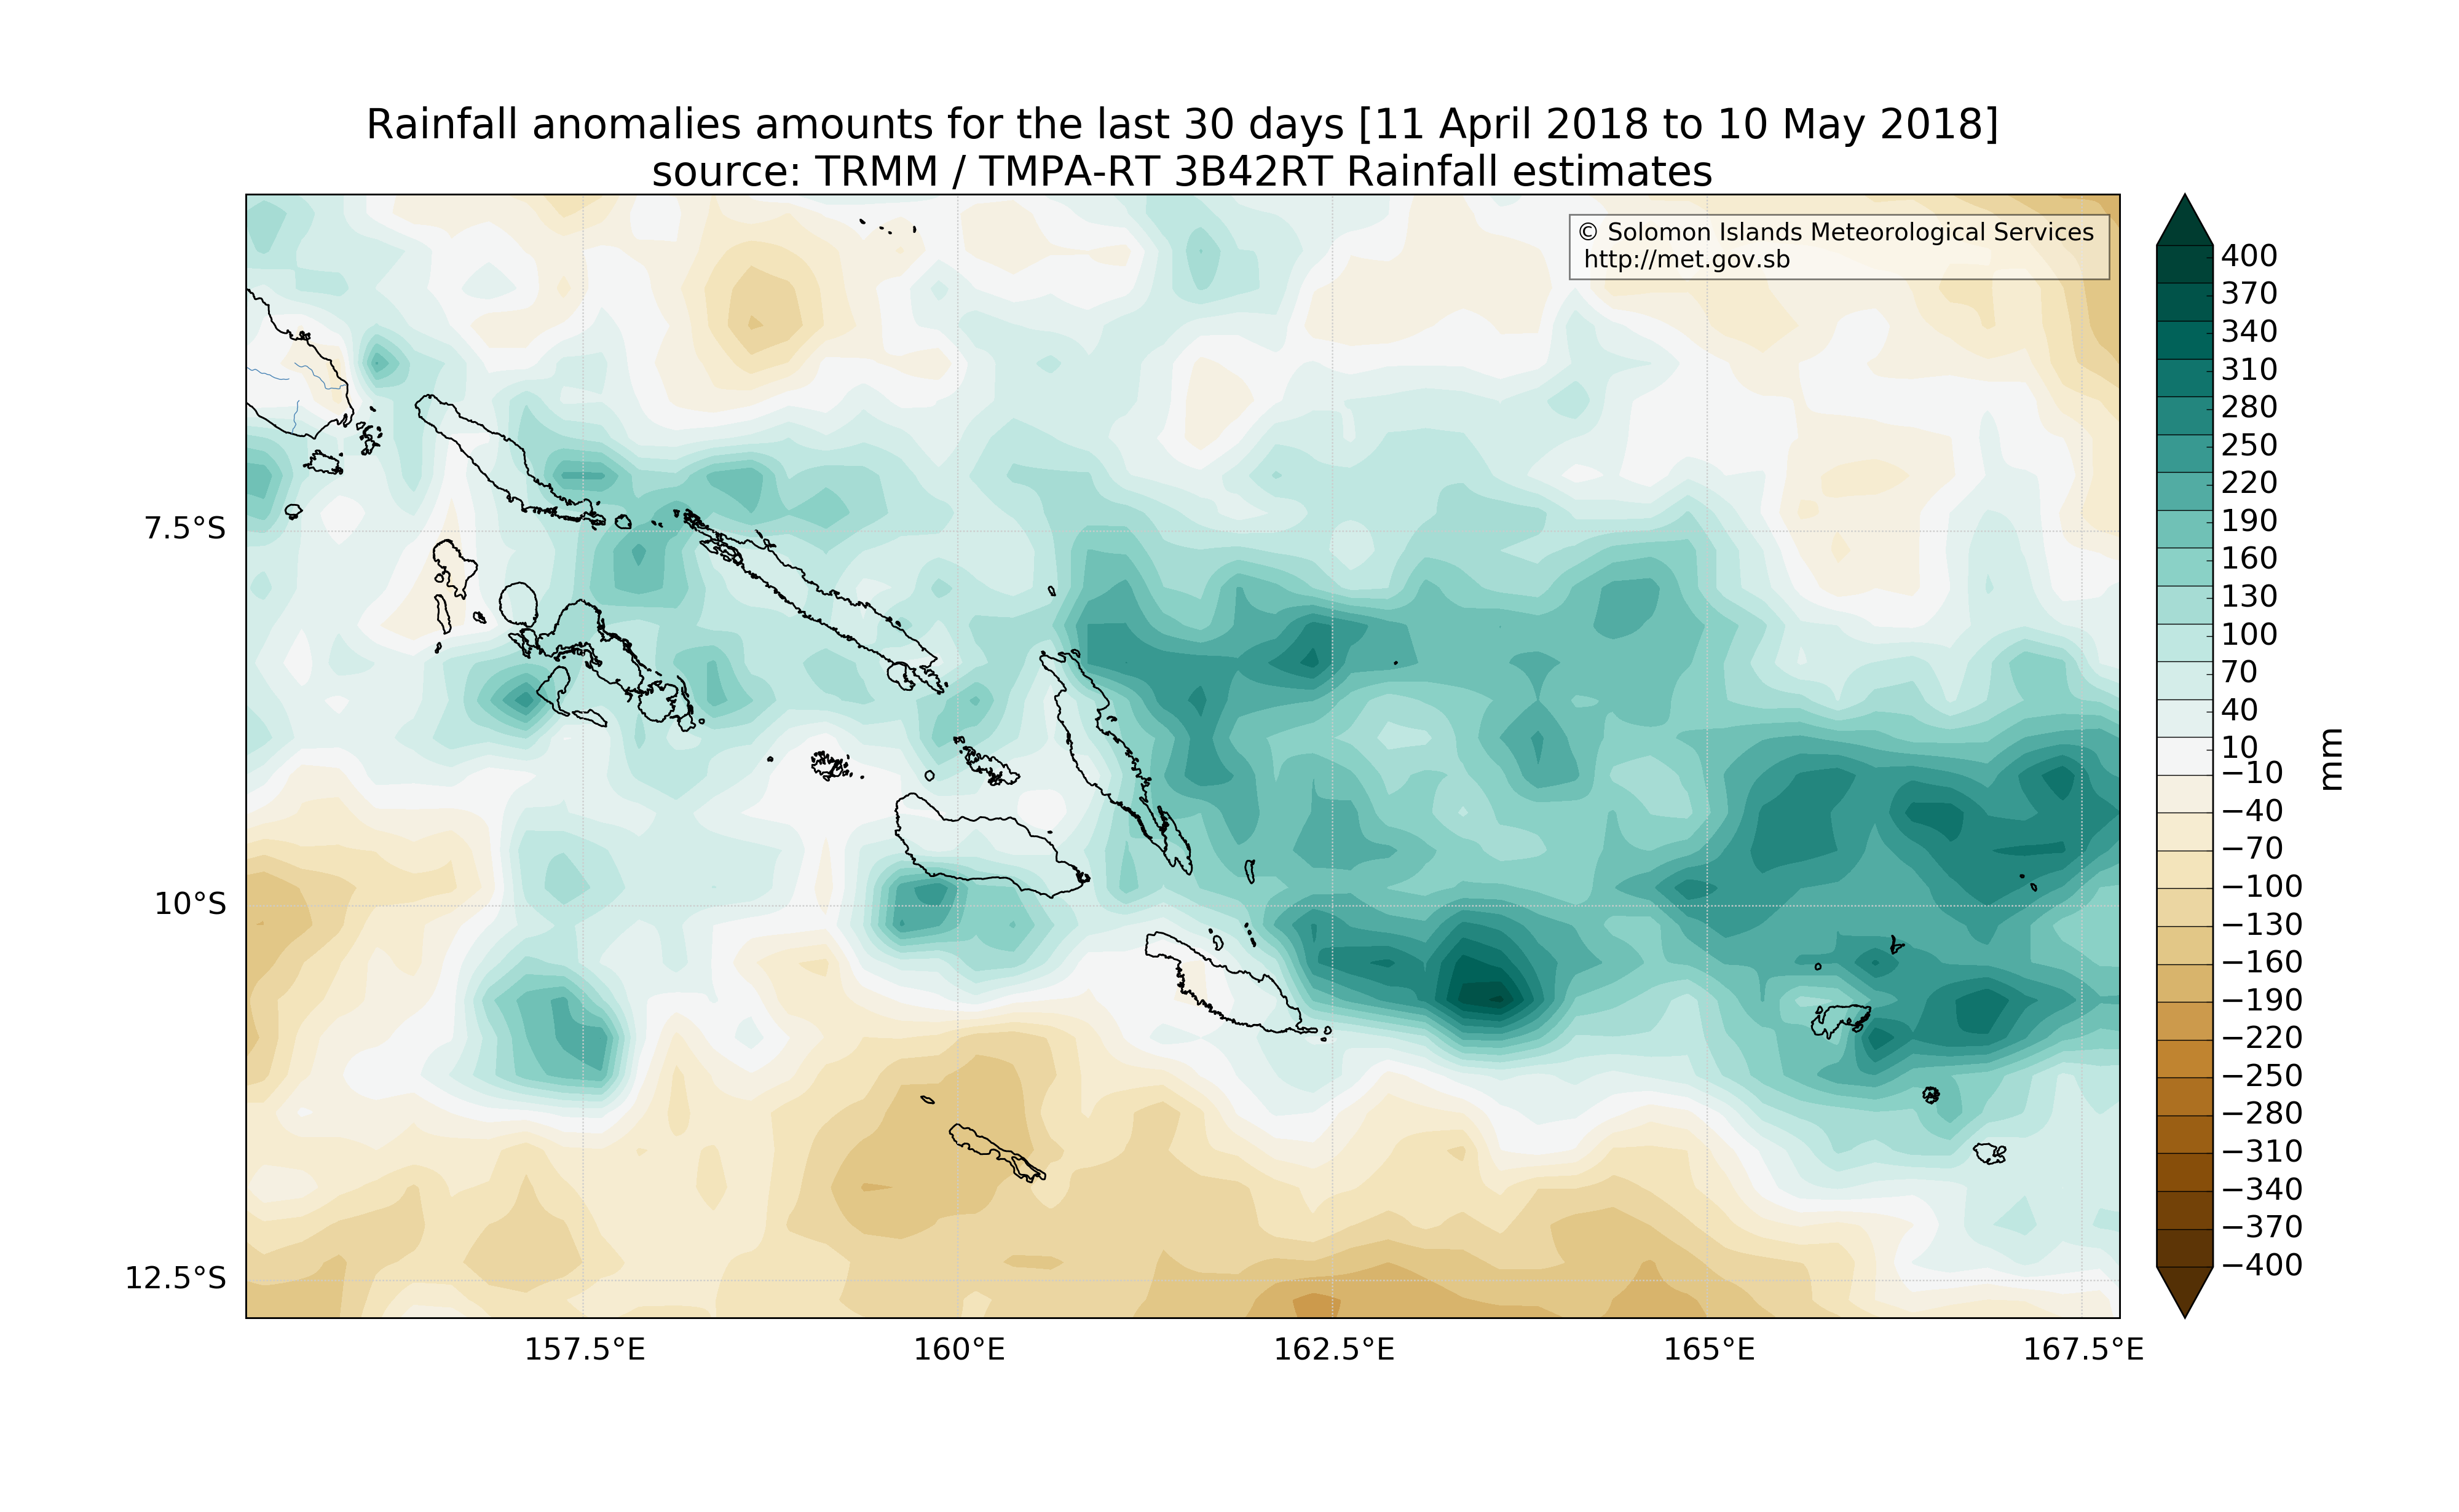 Rainfall anomalies amounts for the last 30 days [11 April 2018 to 10 May 2018]
source: TRMM / TMPA-RT 3B42RT Rainfall estimates
© Solomon Islands Meteorological Services
http://met.gov.sb
7.5°S
10°S
12.5°S
157.5°E
160°E
162.5°E
165°E
167.5°E
400
370
340
310
280
250
220
190
160
130
100
70
40
10
−10
−40
−70
−100
−130
−160
−190
−220
−250
−280
−310
−340
−370
−400
mm